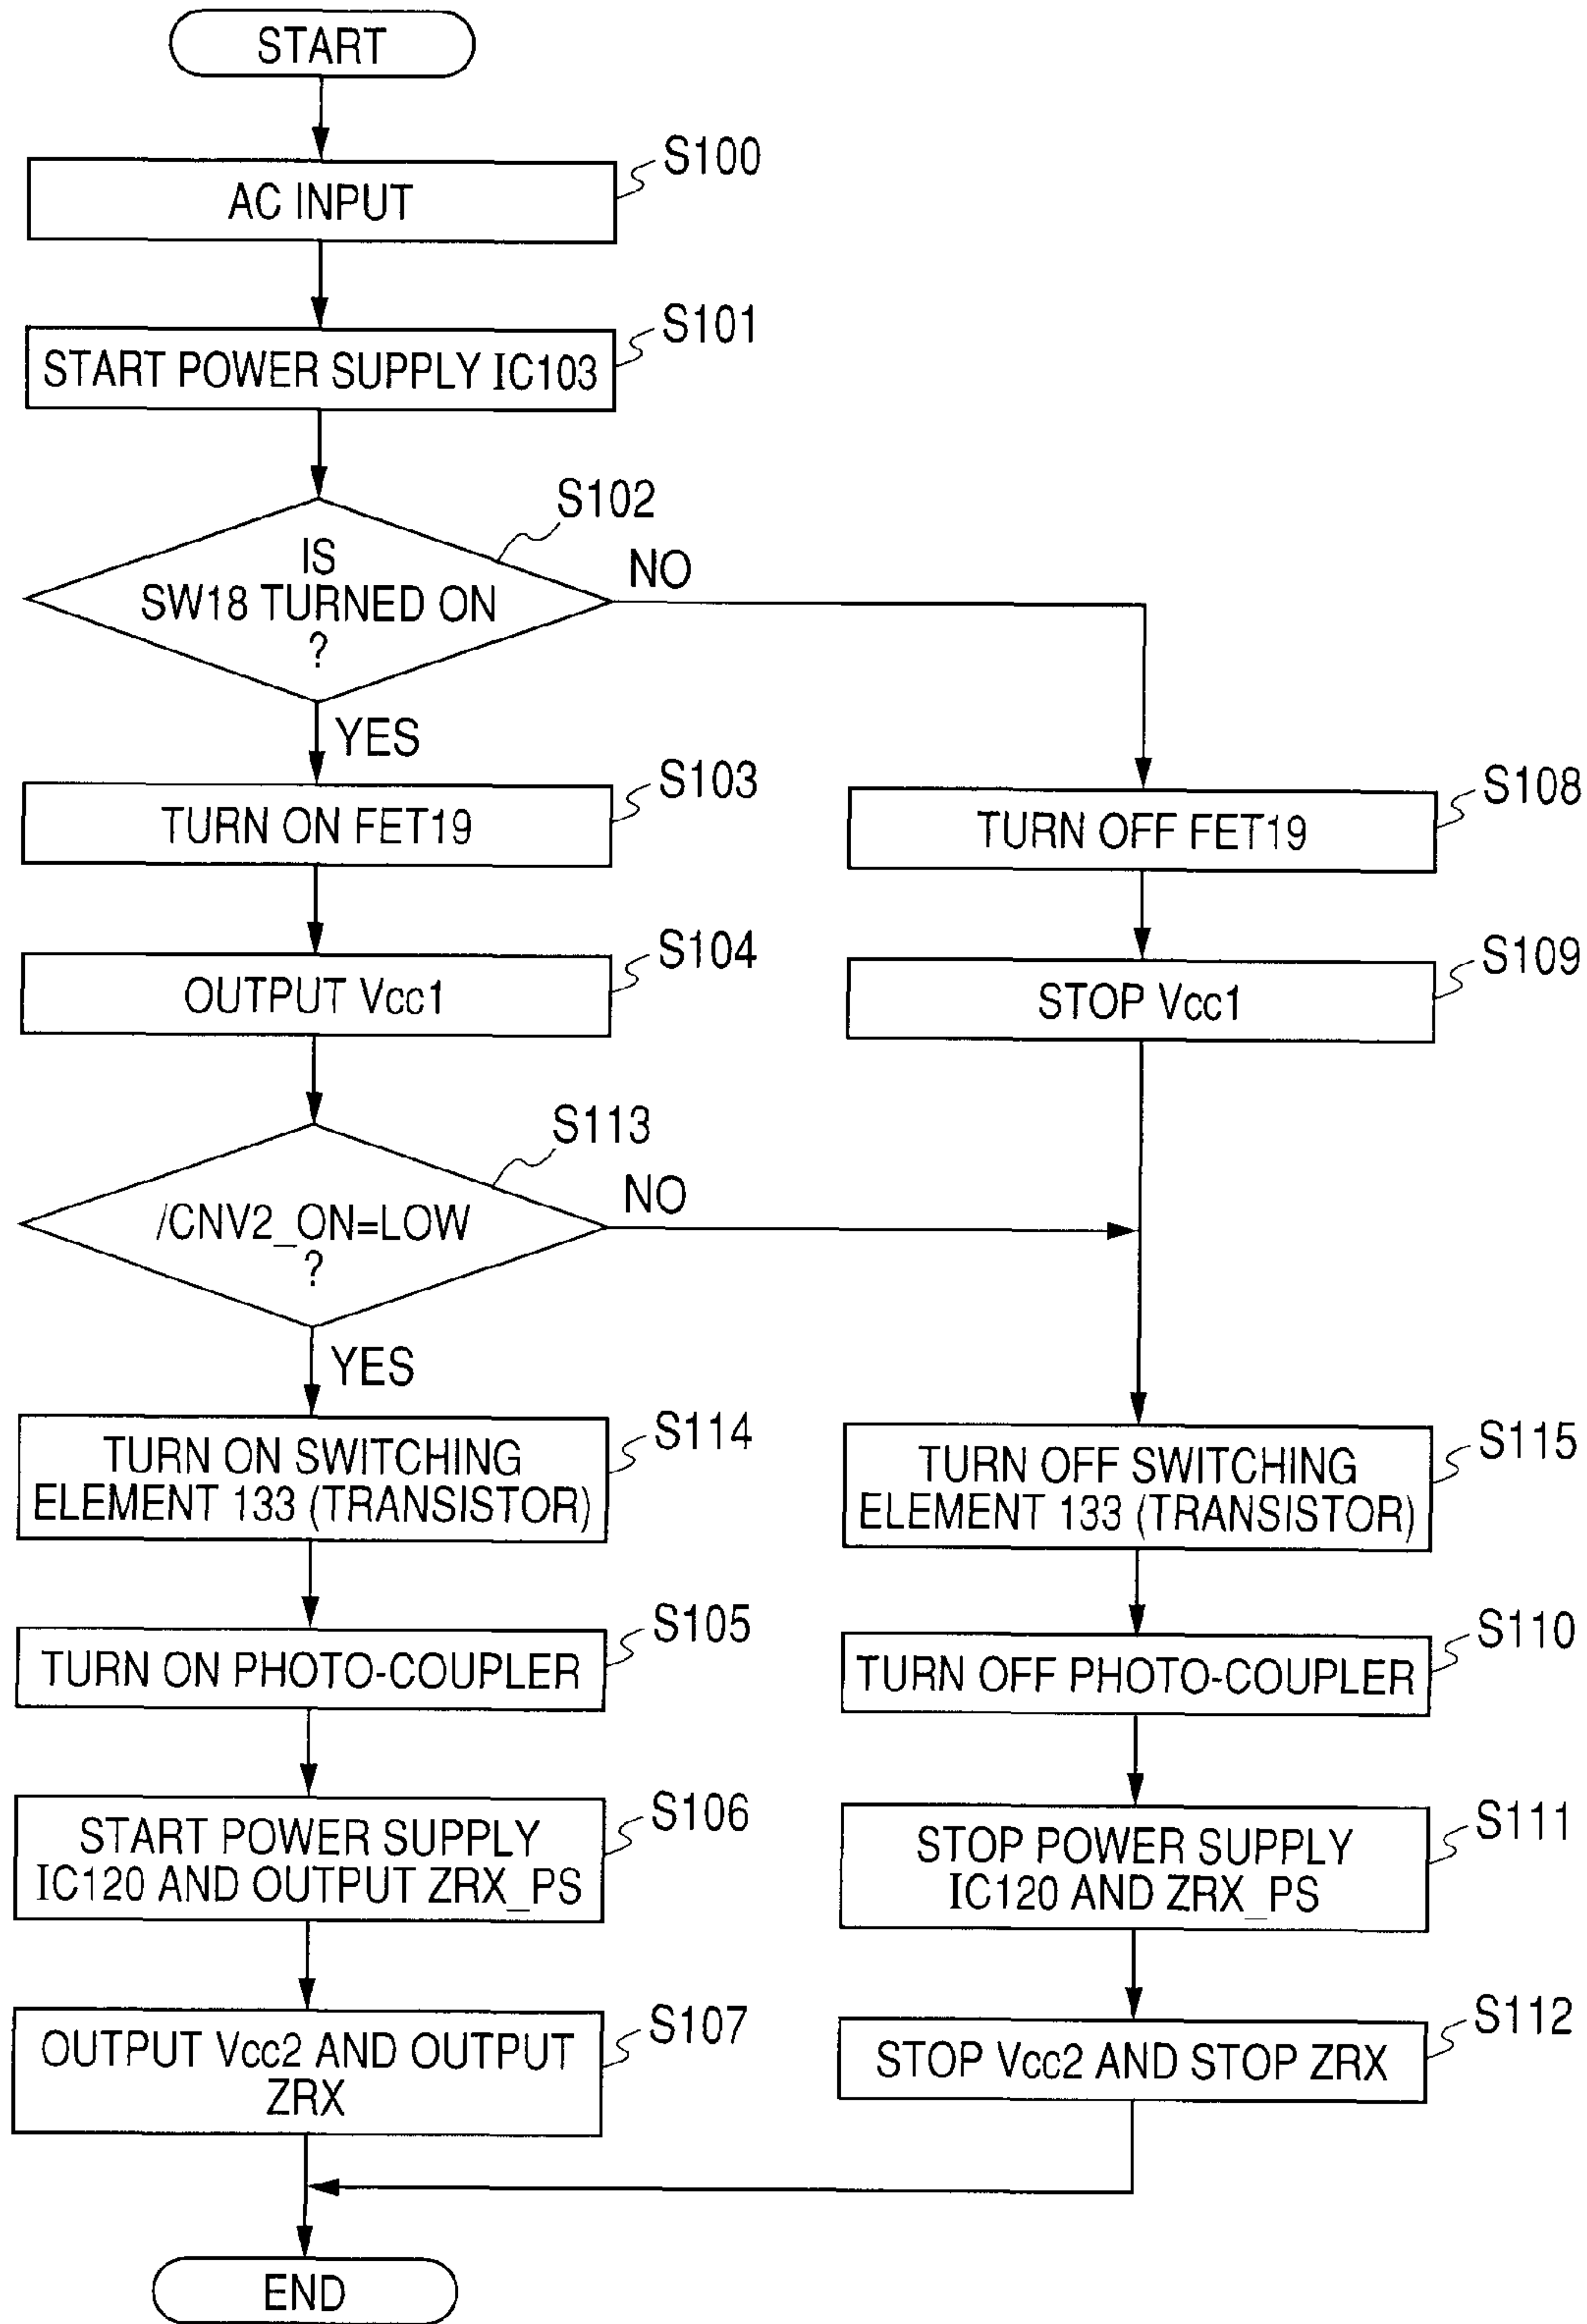 START
S100
AC INPUT
S101
START POWER SUPPLY IC103
S102
IS
SW18 TURNED ON
?
NO
YES
S103
TURN ON FET19
S108
TURN OFF FET19
S104
OUTPUT Vcc1
S109
STOP Vcc1
S113
/CNV2_ON=LOW
?
NO
YES
S114
TURN ON SWITCHING
ELEMENT 133 (TRANSISTOR)
S115
TURN OFF SWITCHING
ELEMENT 133 (TRANSISTOR)
S105
TURN ON PHOTO-COUPLER
S110
TURN OFF PHOTO-COUPLER
S106
START POWER SUPPLY
IC120 AND OUTPUT ZRX_PS
S111
STOP POWER SUPPLY
IC120 AND ZRX_PS
S107
OUTPUT Vcc2 AND OUTPUT
ZRX
S112
STOP Vcc2 AND STOP ZRX
END